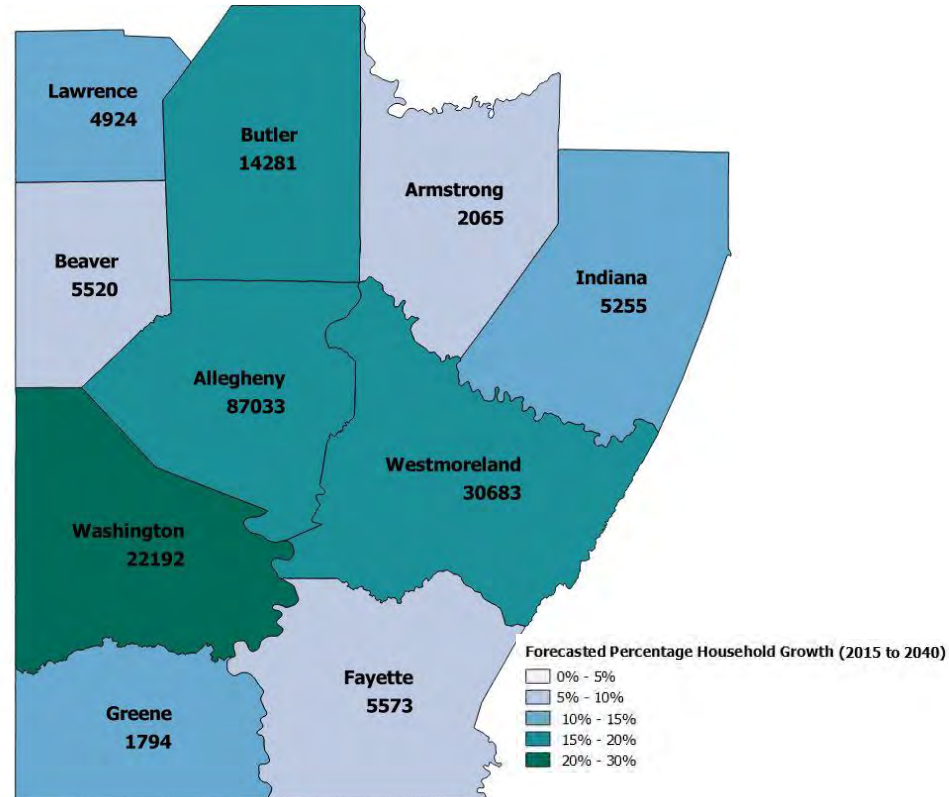 Lawrence
4924
Butler
14281
Armstrong
2065
Beaver
5520
Indiana
5255
Allegheny
87033
Westmoreland
30683
Washington
22192
Fayette
5573
Greene
1794
Forecasted Percentage Household Growth (2015 to 2040)
0% - 5%
5% - 10%
10% - 15%
15% - 20%
20% - 30%